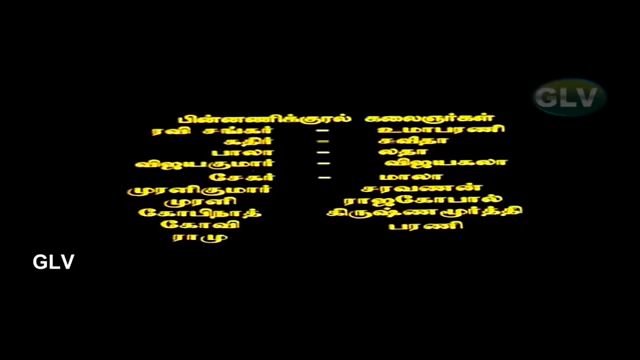 GLV
பின்னணிக்குரல் கலைஞர்கள்
ரவி சங்கர் - உமாபரணி
கதிர் - சவிதா
பாலா - லதா
விஜயகுமார் - விஜயகலா
சேகர் - மாலா
முரளிகுமார் சரவணன்
முரளி ராஜகோபால்
கோபிநாத் கிருஷ்ணமூர்த்தி
கோவி பரணி
ராமு
GLV